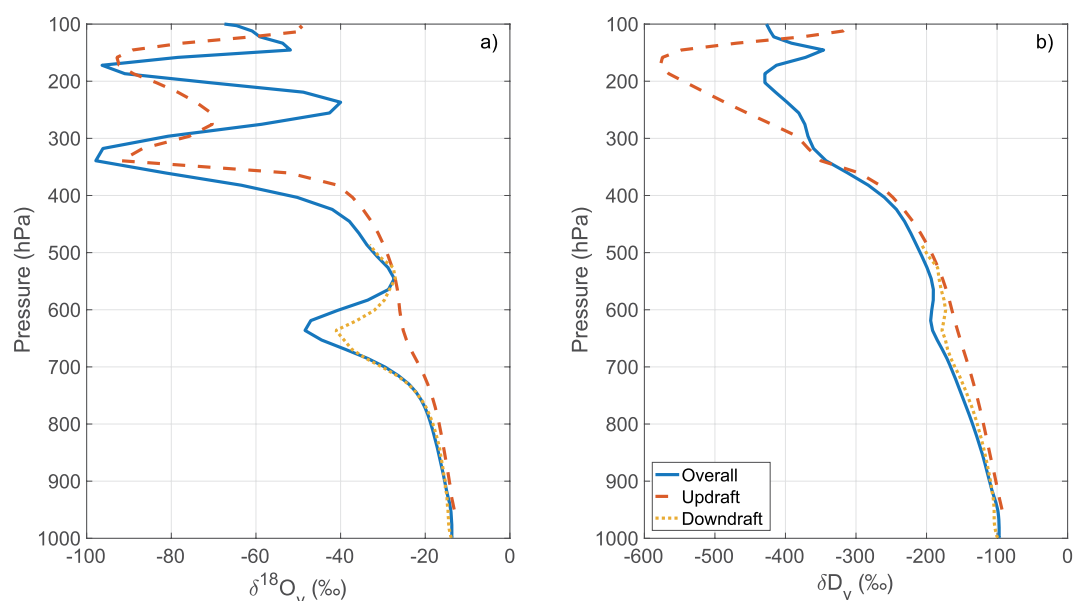 a)
100
200
300
400
500
600
700
800
900
1000
Pressure (hPa)
-100 -80 -60 -40 -20 0
δ¹⁸Oᵥ (‰)
b)
100
200
300
400
500
600
700
800
900
1000
Pressure (hPa)
Overall
Updraft
Downdraft
-600 -500 -400 -300 -200 -100 0
δDᵥ (‰)